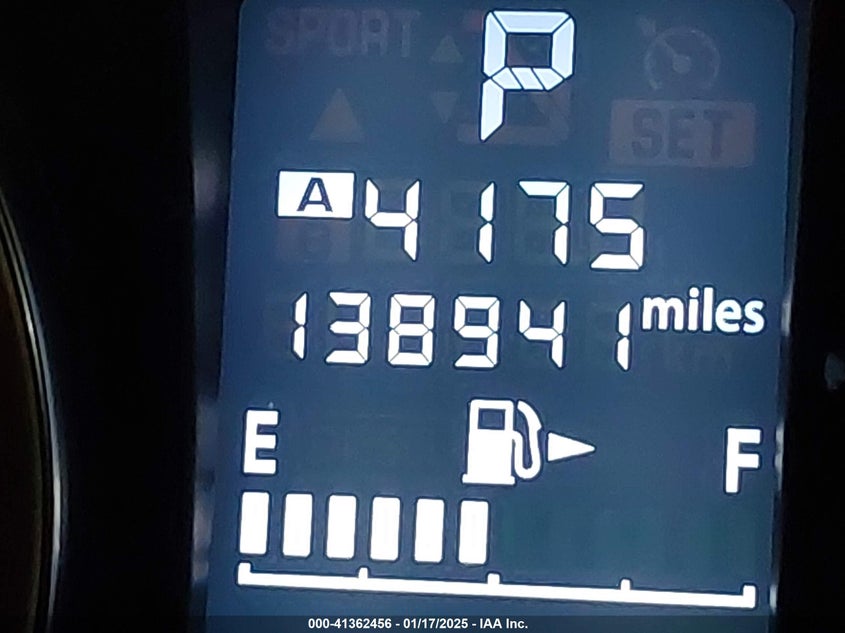 SPORT
P
SET
A 4175
138941 miles
E F
000-41362456 - 01/17/2025 - IAA Inc.